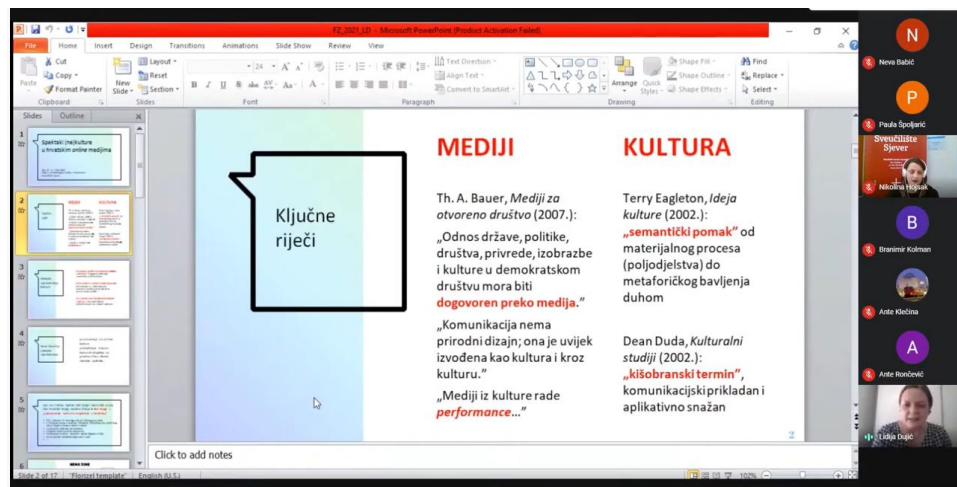 FZ_2021_LD - Microsoft PowerPoint (Product Activation Failed)
File Home Insert Design Transitions Animations Slide Show Review View
Cut
Copy
Format Painter
Paste
Clipboard
New
Slide
Layout
Reset
Section
Slides
24
Font
Text Direction
Align Text
Convert to SmartArt
Paragraph
Arrange
Quick
Styles
Shape Fill
Shape Outline
Shape Effects
Drawing
Find
Replace
Select
Editing
Slides Outline
1
Spektakl (ne)kulture
u hrvatskim online medijima
2
3
4
5
6
Ključne
riječi
MEDIJI
Th. A. Bauer, Mediji za
otvoreno društvo (2007.):
„Odnos države, politike,
društva, privrede, izobrazbe
i kulture u demokratskom
društvu mora biti
dogovoren preko medija.”
„Komunikacija nema
prirodni dizajn; ona je uvijek
izvođena kao kultura i kroz
kulturu.”
„Mediji iz kulture rade
performance...”
KULTURA
Terry Eagleton, Ideja
kulture (2002.):
„semantički pomak” od
materijalnog procesa
(poljodjelstva) do
metaforičkog bavljenja
duhom
Dean Duda, Kulturalni
studiji (2002.):
„kišobranski termin”,
komunikacijski prikladan i
aplikativno snažan
2
Click to add notes
Slide 2 of 17 "Florizel template" English (U.S.) 102%
N
Neva Babić
P
Paula Špoljarić
Sveučilište
Sjever
Nikolina Hojsak
B
Branimir Kolman
Ante Klečina
A
Ante Rončević
Lidija Dujić